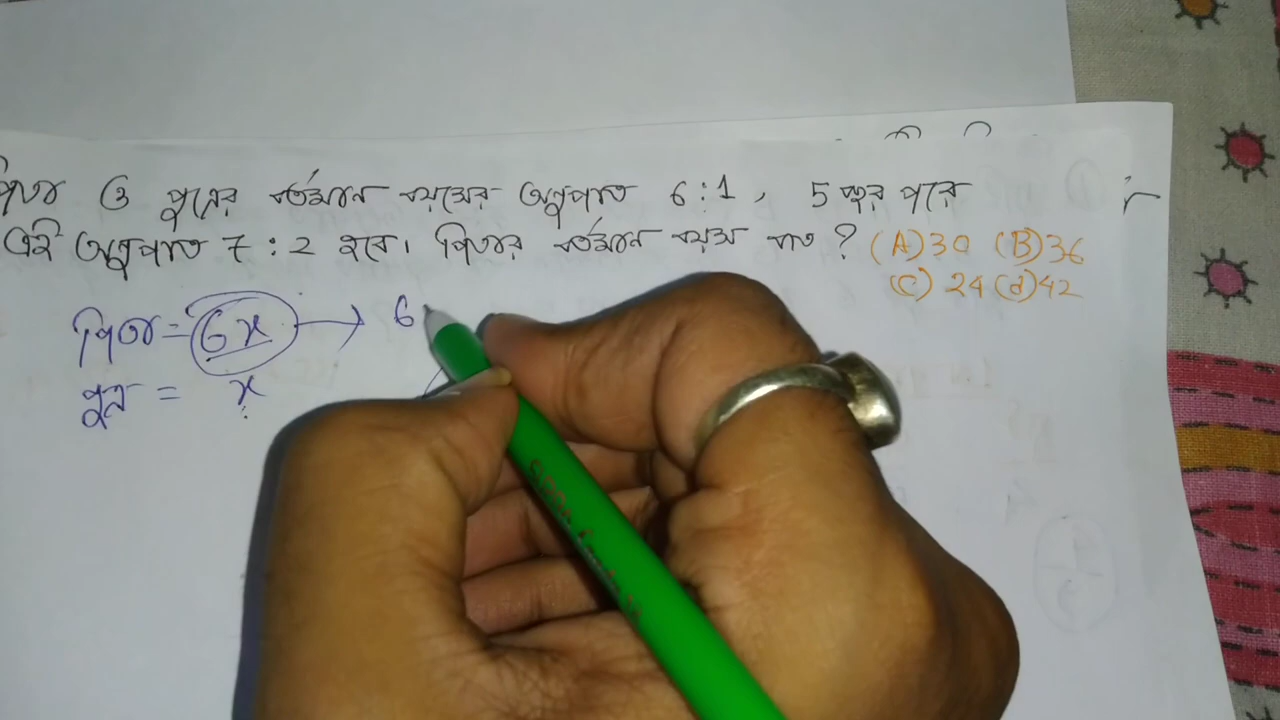 পিতা ও পুত্রের বর্তমান বয়সের অনুপাত 6:1, 5 বছর পরে
এই অনুপাত 7:2 হবে। পিতার বর্তমান বয়স কত? (A) 30 (B) 36
(C) 24 (d) 42
পিতা = 6x → 6
পুত্র = x